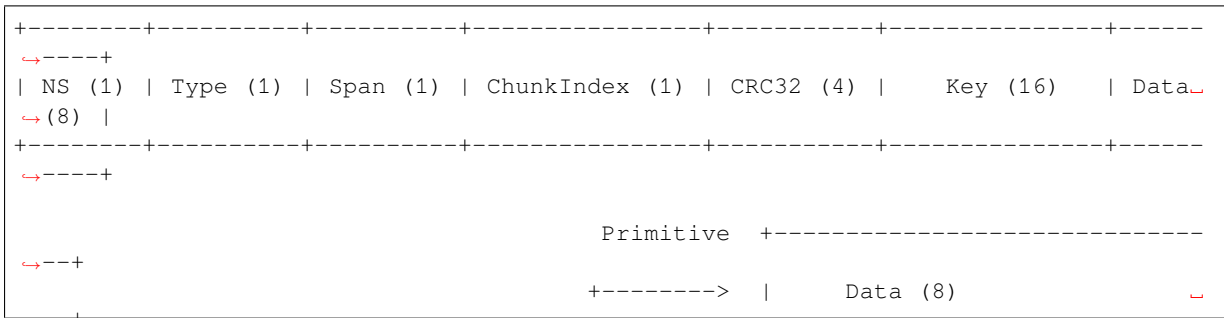 +--------+----------+----------+----------------+-----------+---------------+------
↪----+
| NS (1) | Type (1) | Span (1) | ChunkIndex (1) | CRC32 (4) |    Key (16)   | Data␣
↪(8) |
+--------+----------+----------+----------------+-----------+---------------+------
↪----+
                                         Primitive  +------------------------------
↪--+
                                        +--------> |     Data (8)                 ␣